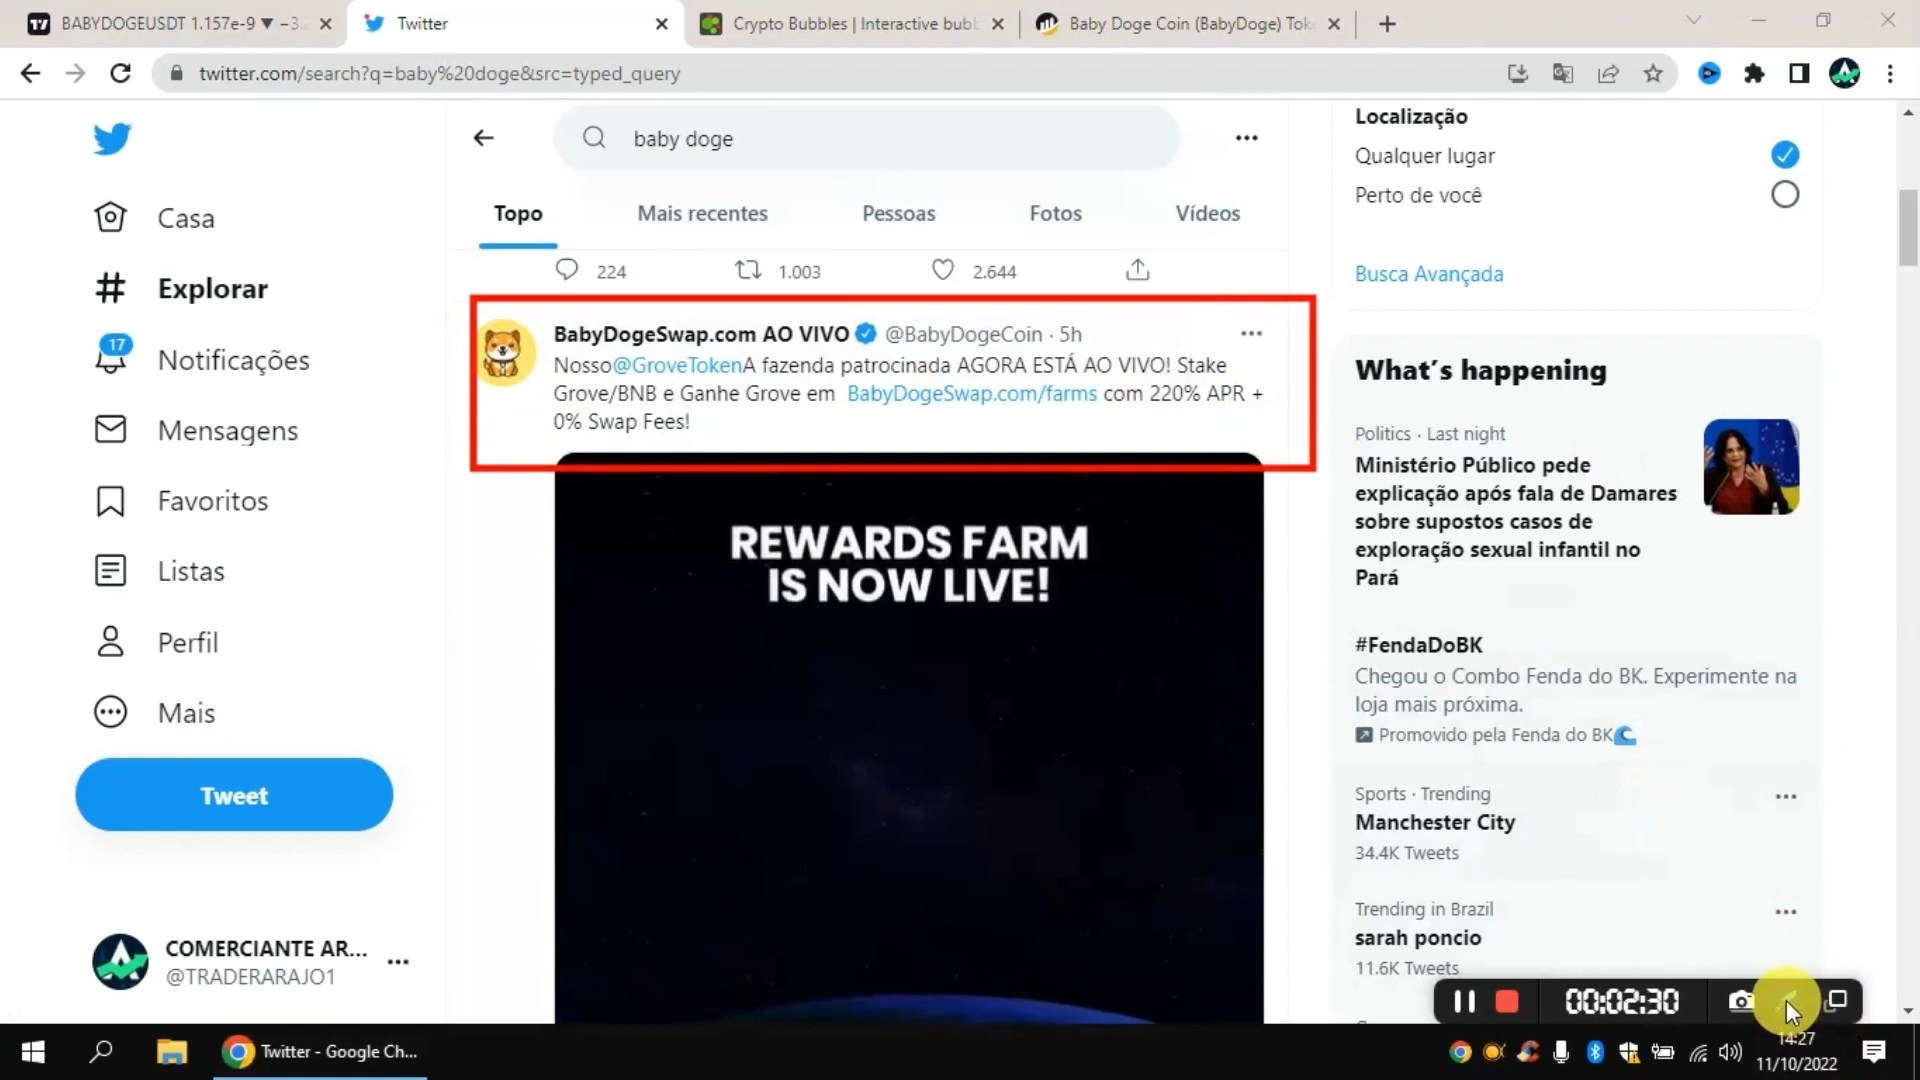 BABYDOGEUSDT 1.157e-9 ▼ −3.
Twitter
Crypto Bubbles | Interactive bubb
Baby Doge Coin (BabyDoge) Tok
twitter.com/search?q=baby%20doge&src=typed_query
baby doge
Topo
Mais recentes
Pessoas
Fotos
Vídeos
224
1.003
2.644
BabyDogeSwap.com AO VIVO @BabyDogeCoin · 5h
Nosso@GroveTokenA fazenda patrocinada AGORA ESTÁ AO VIVO! Stake
Grove/BNB e Ganhe Grove em BabyDogeSwap.com/farms com 220% APR +
0% Swap Fees!
REWARDS FARM
IS NOW LIVE!
Casa
Explorar
17
Notificações
Mensagens
Favoritos
Listas
Perfil
Mais
Tweet
COMERCIANTE AR...
@TRADERARAJO1
Localização
Qualquer lugar
Perto de você
Busca Avançada
What's happening
Politics · Last night
Ministério Público pede
explicação após fala de Damares
sobre supostos casos de
exploração sexual infantil no
Pará
#FendaDoBK
Chegou o Combo Fenda do BK. Experimente na
loja mais próxima.
Promovido pela Fenda do BK
Sports · Trending
Manchester City
34.4K Tweets
Trending in Brazil
sarah poncio
11.6K Tweets
00:02:30
Twitter - Google Ch...
14:27
11/10/2022